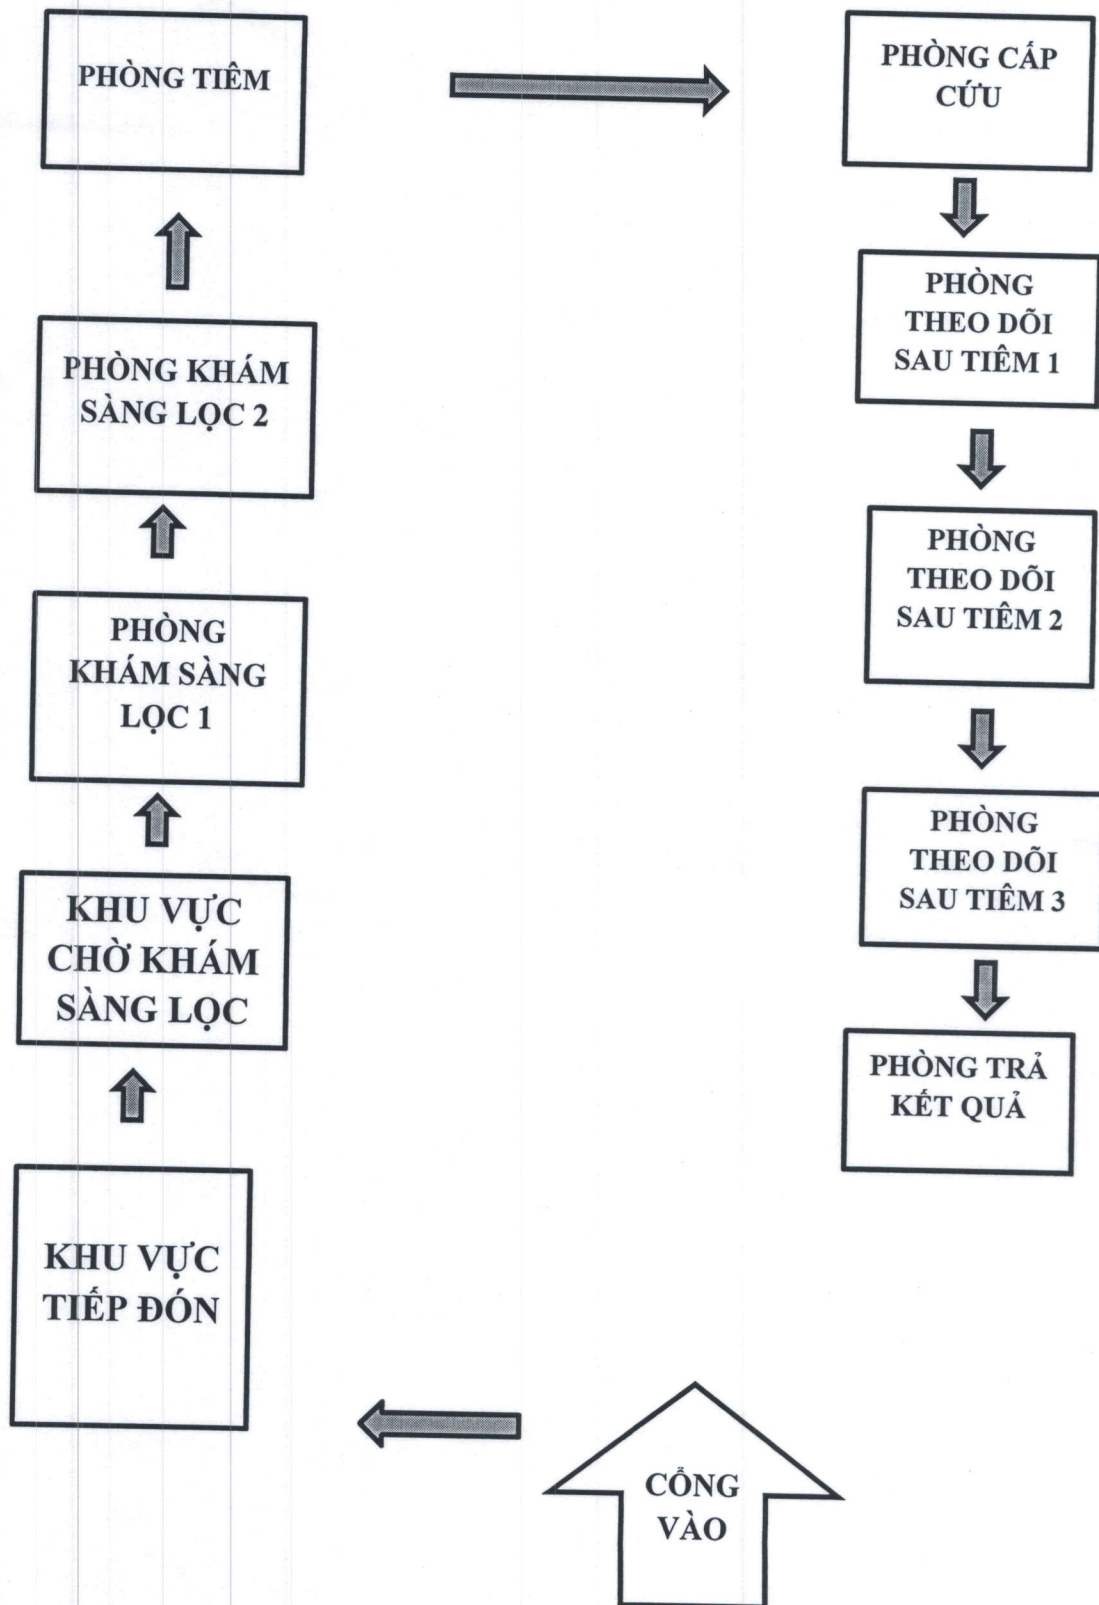 PHÒNG TIÊM
PHÒNG KHÁM
SÀNG LỌC 2
PHÒNG
KHÁM SÀNG
LỌC 1
KHU VỰC
CHỜ KHÁM
SÀNG LỌC
KHU VỰC
TIẾP ĐÓN
CỔNG
VÀO
PHÒNG CẤP
CỨU
PHÒNG
THEO DÕI
SAU TIÊM 1
PHÒNG
THEO DÕI
SAU TIÊM 2
PHÒNG
THEO DÕI
SAU TIÊM 3
PHÒNG TRẢ
KẾT QUẢ